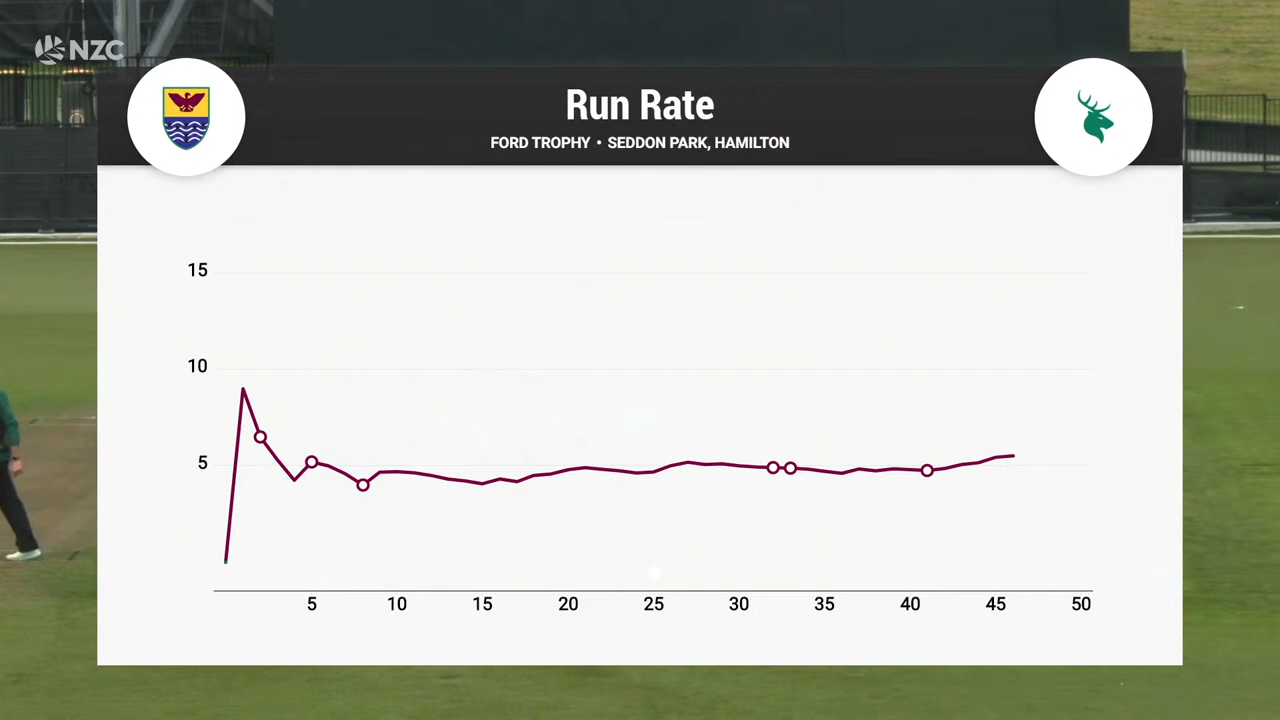 NZC
Run Rate
FORD TROPHY • SEDDON PARK, HAMILTON
15
10
5
5 10 15 20 25 30 35 40 45 50